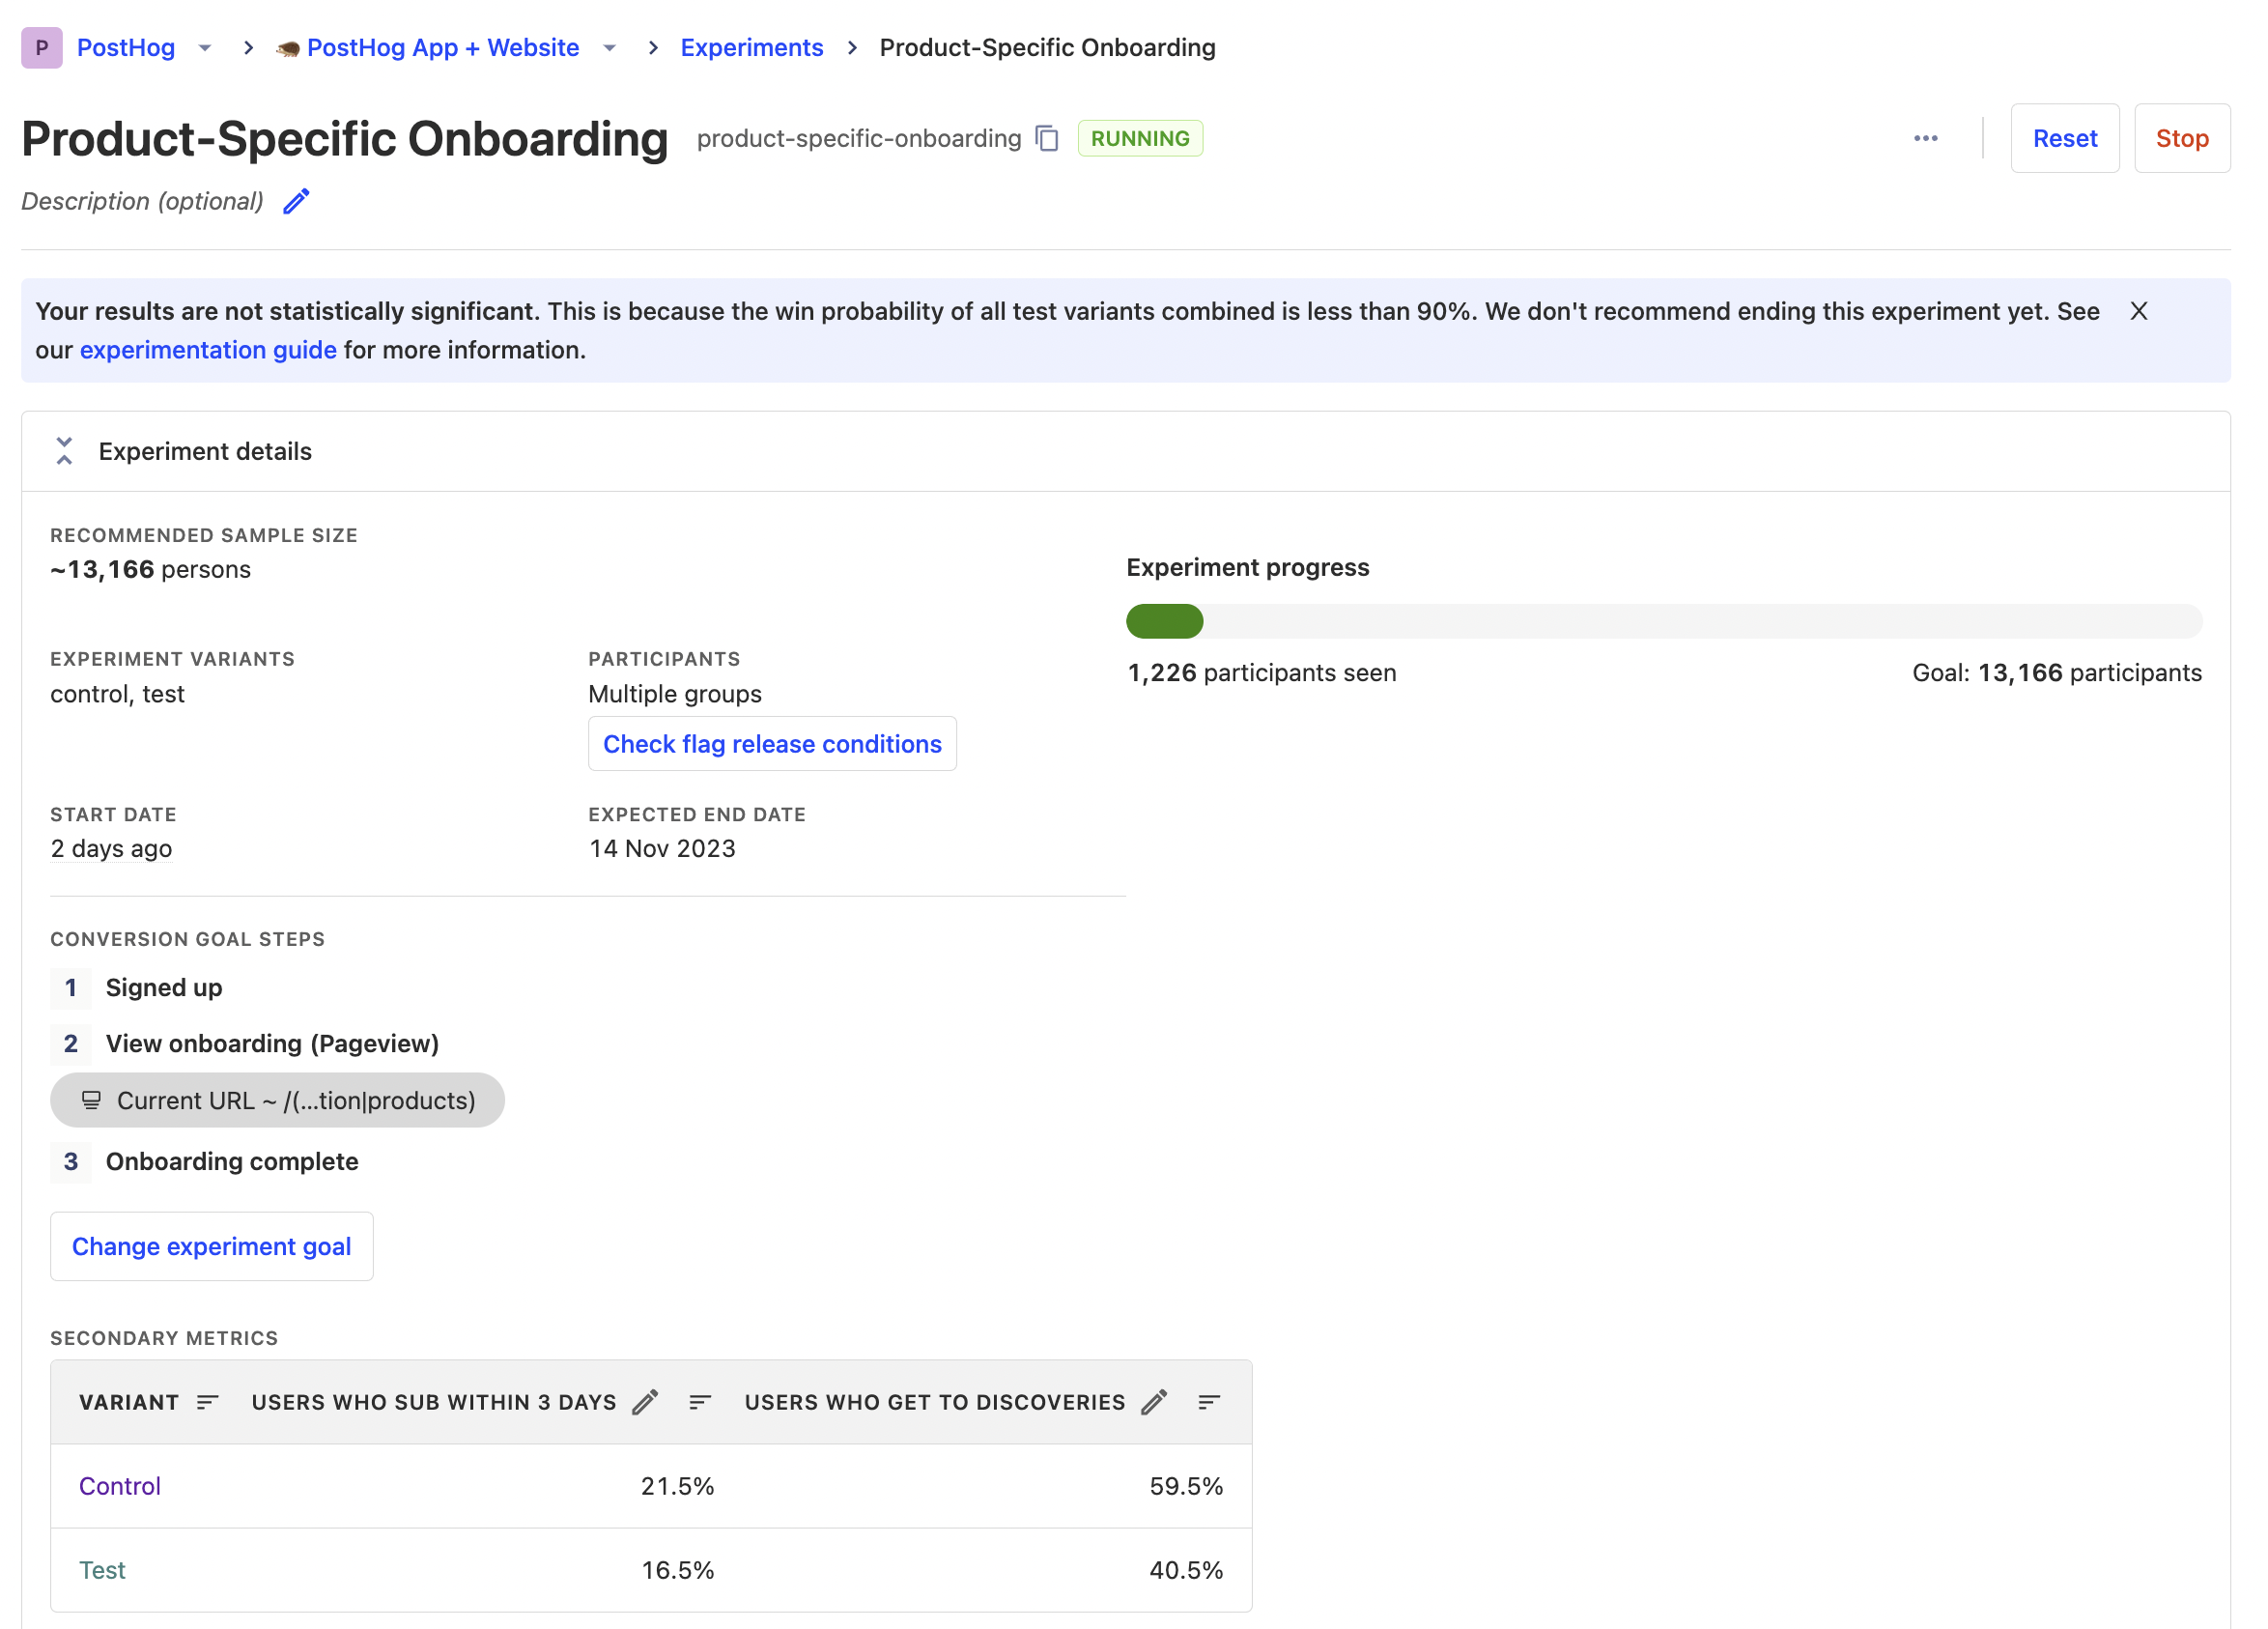 P PostHog > PostHog App + Website > Experiments > Product-Specific Onboarding
Product-Specific Onboarding product-specific-onboarding RUNNING ... Reset Stop
Description (optional)
Your results are not statistically significant. This is because the win probability of all test variants combined is less than 90%. We don't recommend ending this experiment yet. See X
our experimentation guide for more information.
Experiment details
RECOMMENDED SAMPLE SIZE
~13,166 persons
Experiment progress
1,226 participants seen Goal: 13,166 participants
EXPERIMENT VARIANTS
control, test
PARTICIPANTS
Multiple groups
Check flag release conditions
START DATE
2 days ago
EXPECTED END DATE
14 Nov 2023
CONVERSION GOAL STEPS
1 Signed up
2 View onboarding (Pageview)
Current URL ~ /(...tion|products)
3 Onboarding complete
Change experiment goal
SECONDARY METRICS
VARIANT USERS WHO SUB WITHIN 3 DAYS USERS WHO GET TO DISCOVERIES
Control 21.5% 59.5%
Test 16.5% 40.5%